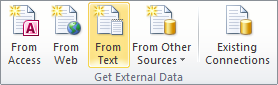 From Access
From Web
From Text
From Other Sources
Existing Connections
Get External Data